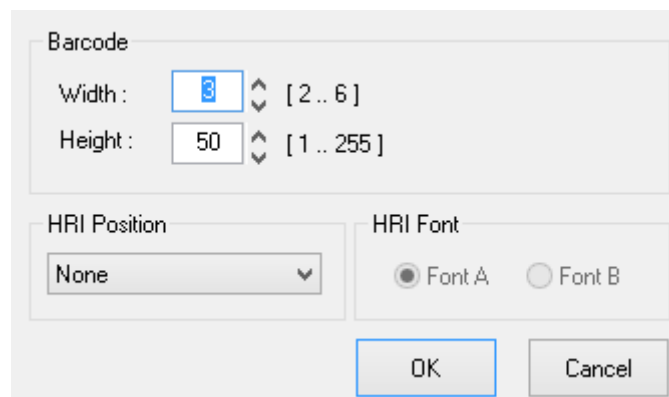 Barcode
Width : 3 [ 2 .. 6 ]
Height : 50 [ 1 .. 255 ]
HRI Position HRI Font
None Font A Font B
OK Cancel